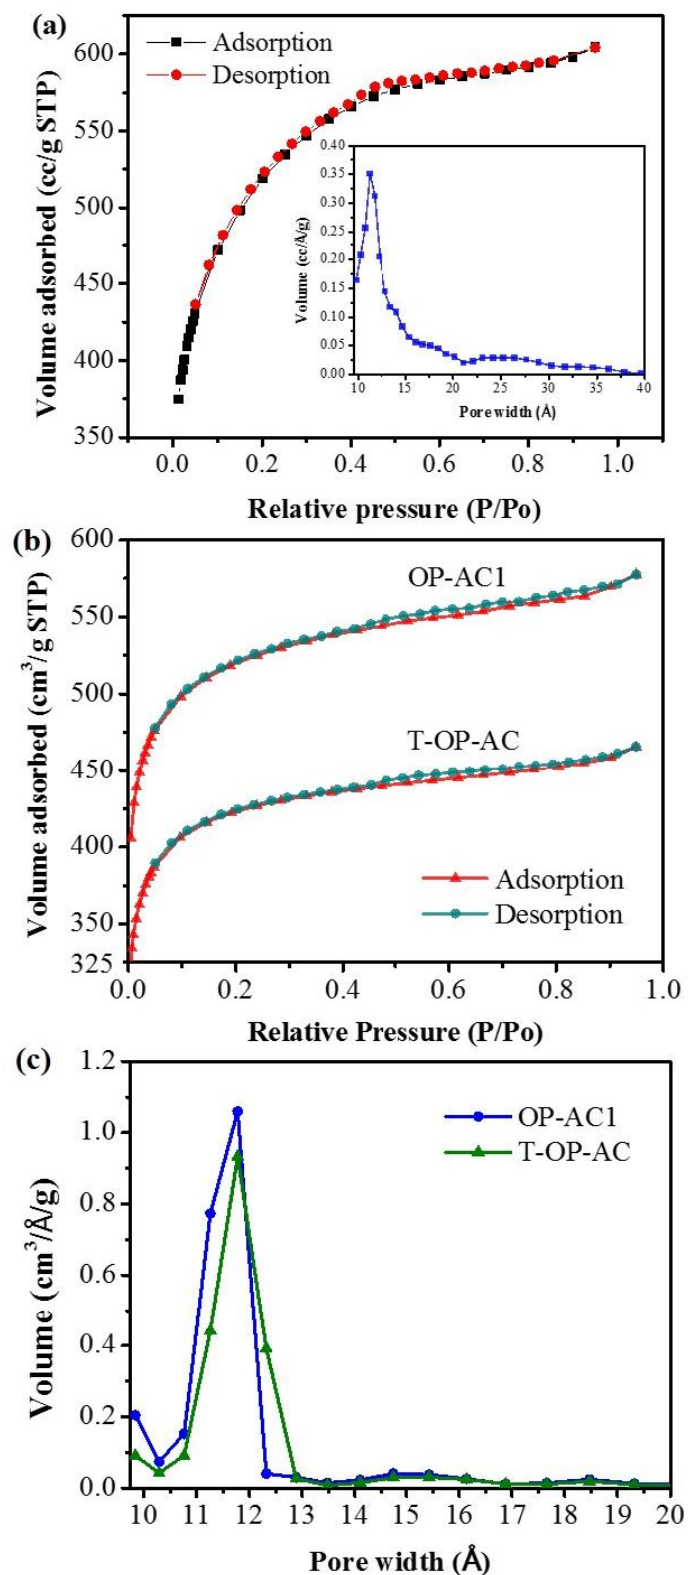 (a)
Adsorption
Desorption
600
550
500
450
400
350
Volume adsorbed (cc/g STP)
0.0 0.2 0.4 0.6 0.8 1.0
Relative pressure (P/Po)
0.40
0.35
0.30
0.25
0.20
0.15
0.10
0.05
0.00
Volume (cc/Å/g)
10 15 20 25 30 35 40
Pore width (Å)
(b)
600
550
500
450
400
350
325
Volume adsorbed (cm³/g STP)
OP-AC1
T-OP-AC
Adsorption
Desorption
0.0 0.2 0.4 0.6 0.8 1.0
Relative Pressure (P/Po)
(c)
1.2
1.0
0.8
0.6
0.4
0.2
0.0
Volume (cm³/Å/g)
OP-AC1
T-OP-AC
10 11 12 13 14 15 16 17 18 19 20
Pore width (Å)